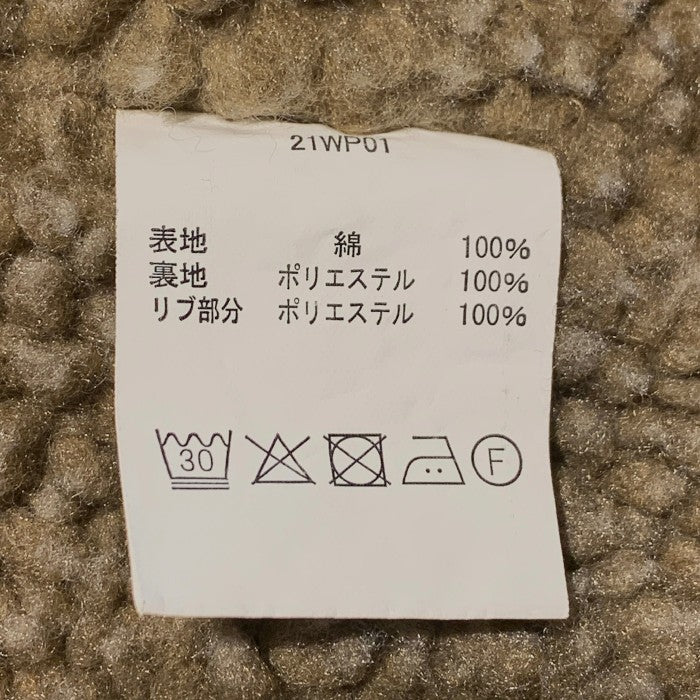 21WP01
表地 綿 100%
裏地 ポリエステル 100%
リブ部分 ポリエステル 100%
30 F